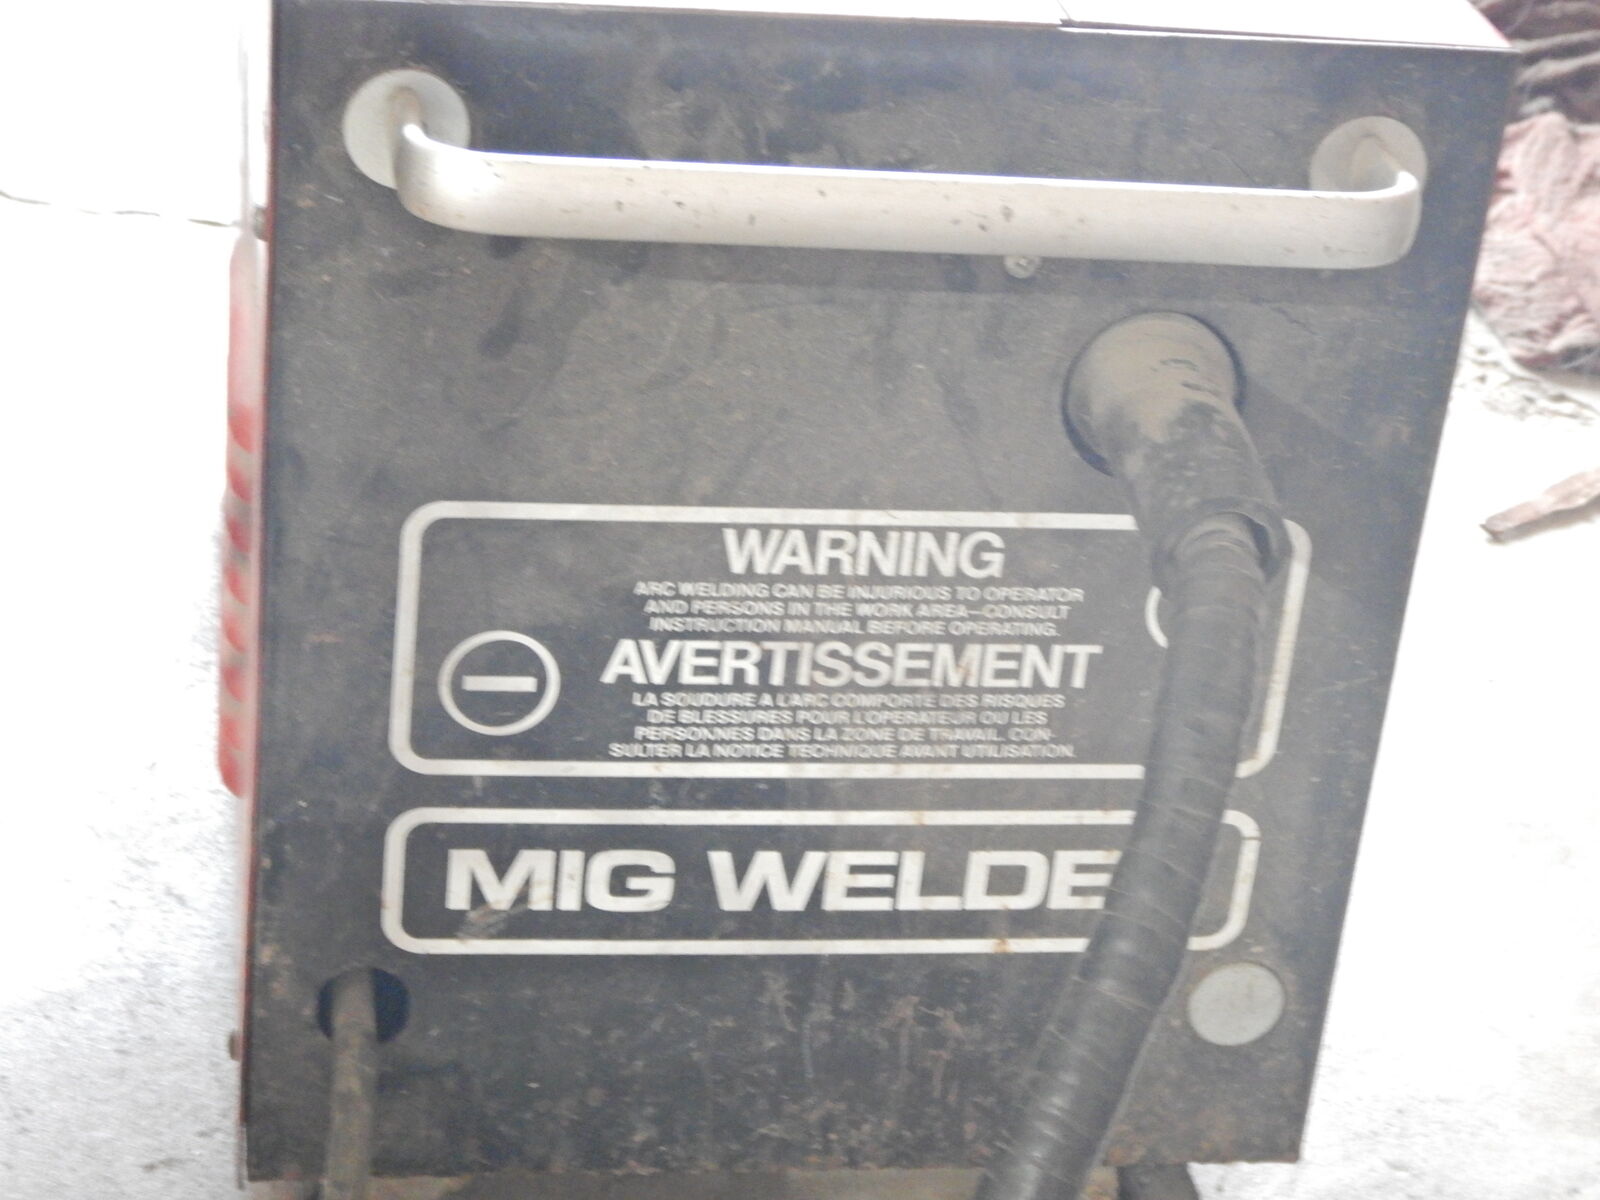 WARNING
ARC WELDING CAN BE INJURIOUS TO OPERATOR
AND PERSONS IN THE WORK AREA—CONSULT
INSTRUCTION MANUAL BEFORE OPERATING.
AVERTISSEMENT
LA SOUDURE A L'ARC COMPORTE DES RISQUES
DE BLESSURES POUR L'OPERATEUR OU LES
PERSONNES DANS LA ZONE DE TRAVAIL. CON-
SULTER LA NOTICE TECHNIQUE AVANT UTILISATION.
MIG WELDE